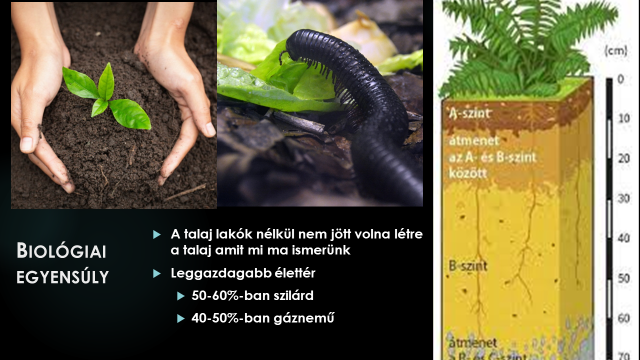 BIOLÓGIAI
EGYENSÚLY
A talaj lakók nélkül nem jött volna létre
a talaj amit mi ma ismerünk
Leggazdagabb élettér
50-60%-ban szilárd
40-50%-ban gáznemű
(cm)
0
A-szint
10
átmenet
az A- és B-szint
20
között
30
40
B-szint
50
60
átmenet
a B- és C-szint
70